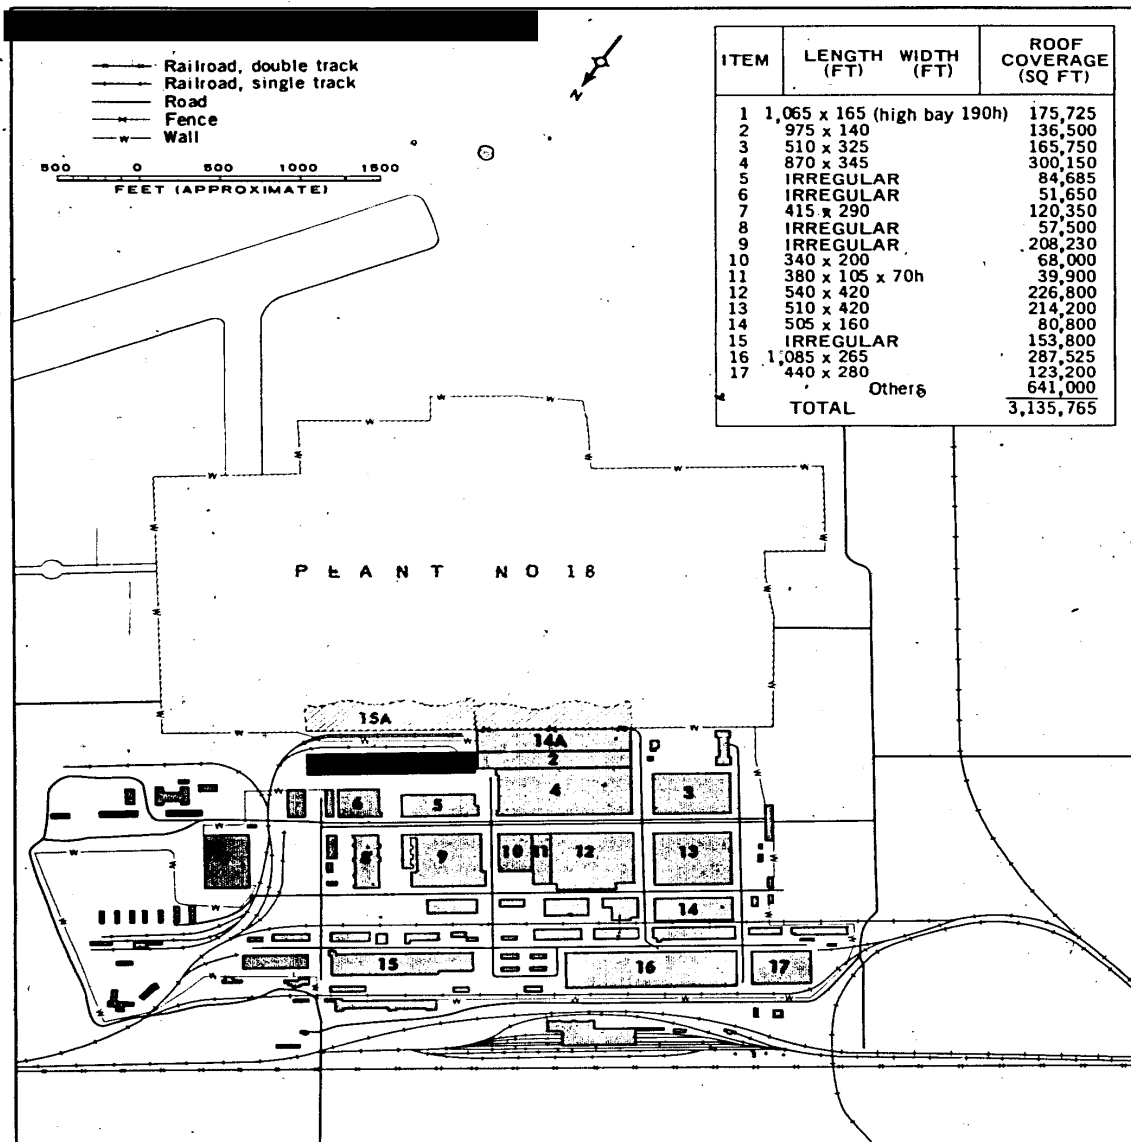 Railroad, double track
Railroad, single track
Road
Fence
Wall
500 0 500 1000 1500
FEET (APPROXIMATE)
N
ITEM LENGTH (FT) WIDTH (FT) ROOF COVERAGE (SQ FT)
1 1,065 x 165 (high bay 190h) 175,725
2 975 x 140 136,500
3 510 x 325 165,750
4 870 x 345 300,150
5 IRREGULAR 84,685
6 IRREGULAR 51,650
7 415 x 290 120,350
8 IRREGULAR 57,500
9 IRREGULAR 208,230
10 340 x 200 68,000
11 380 x 105 x 70h 39,900
12 540 x 420 226,800
13 510 x 420 214,200
14 505 x 160 80,800
15 IRREGULAR 153,800
16 1,085 x 265 287,525
17 440 x 280 123,200
Others 641,000
TOTAL 3,135,765
PLANT NO 18
15A
14A
2
4
3
6
5
8
9
10
11
12
13
14
15
16
17